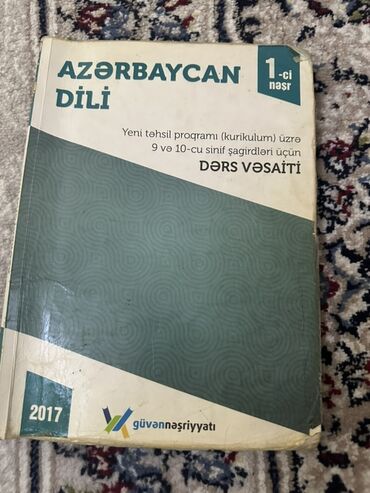 AZƏRBAYCAN
DİLİ
1-ci
nəşr
Yeni təhsil proqramı (kurikulum) üzrə
9 və 10-cu sinif şagirdləri üçün
DƏRS VƏSAİTİ
2017
güvənnəşriyyatı